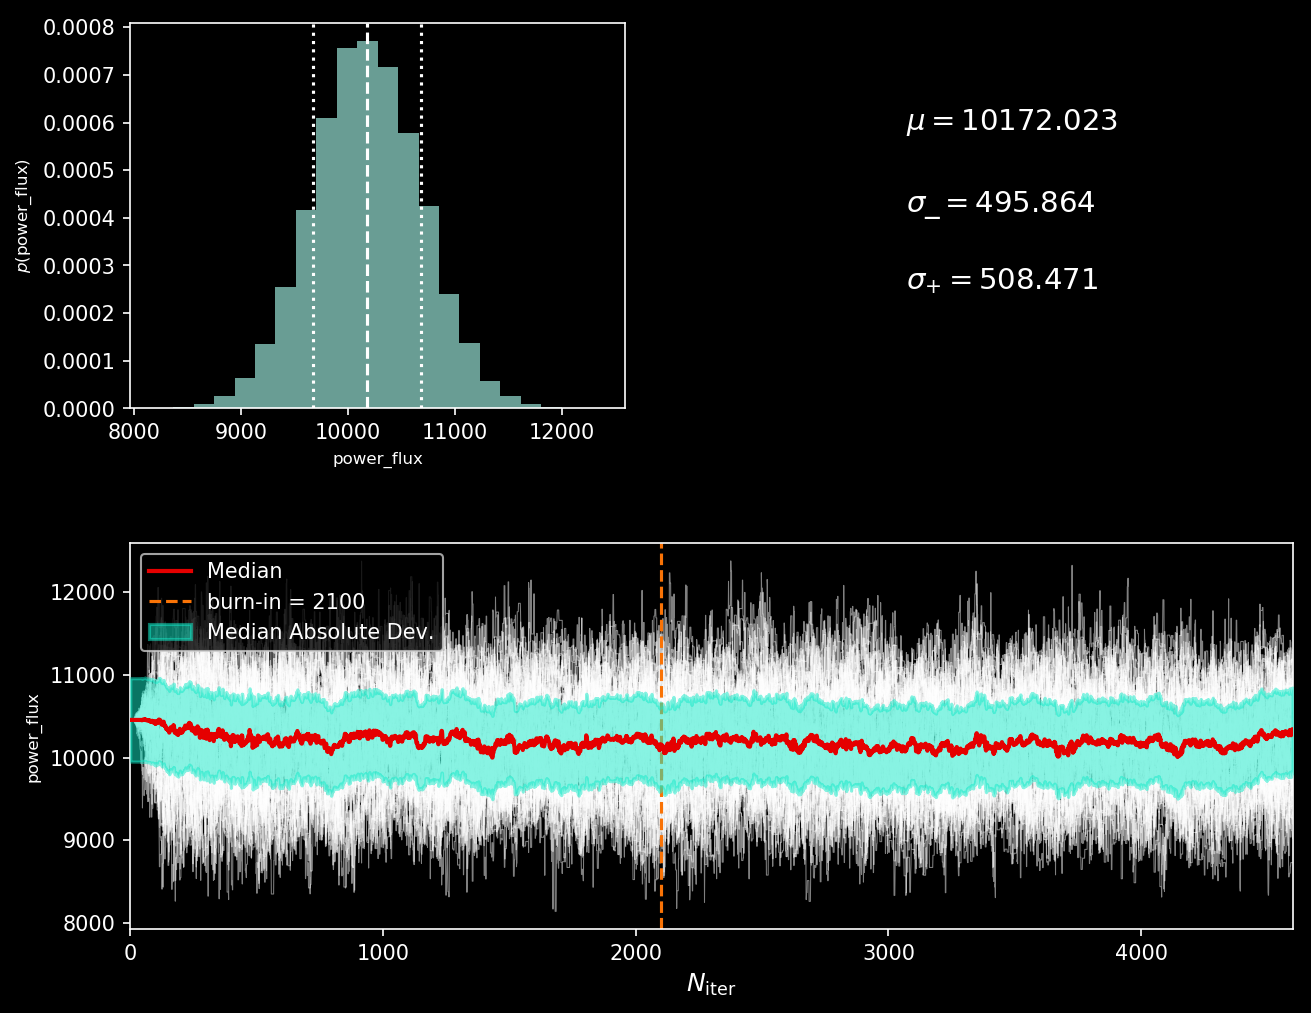 0.0008
0.0007
0.0006
0.0005
0.0004
0.0003
0.0002
0.0001
0.0000
p(power_flux)
8000 9000 10000 11000 12000
power_flux
μ = 10172.023
σ₋ = 495.864
σ₊ = 508.471
Median
burn-in = 2100
Median Absolute Dev.
12000
11000
10000
9000
8000
power_flux
0 1000 2000 3000 4000
N_iter